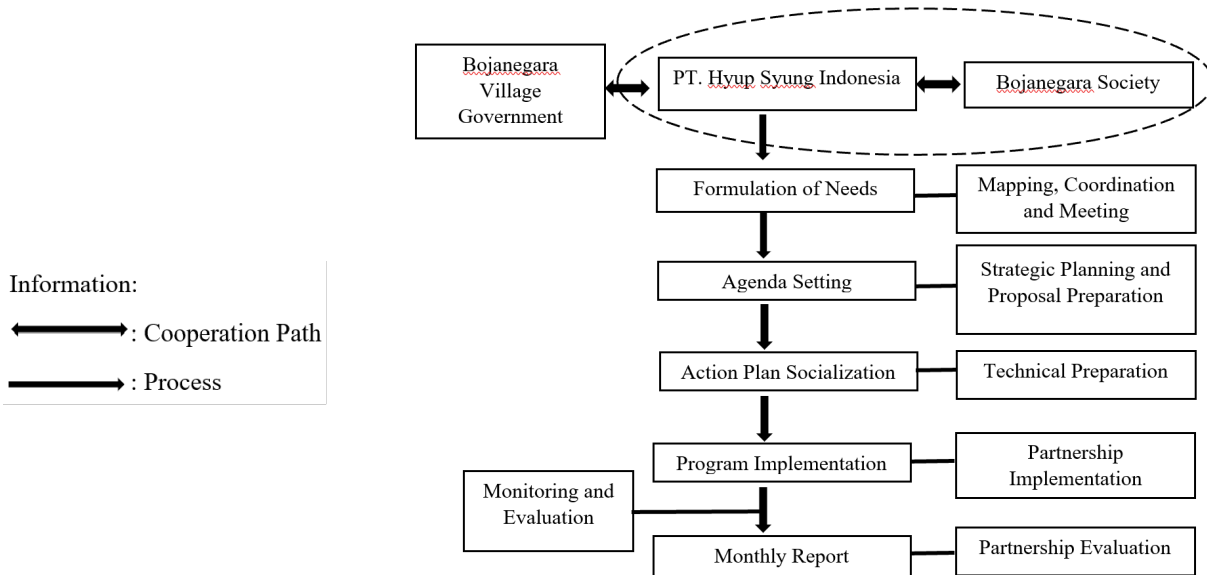 Bojanegara
Village
Government
PT. Hyup Syung Indonesia
Bojanegara Society
Formulation of Needs
Mapping, Coordination
and Meeting
Agenda Setting
Strategic Planning and
Proposal Preparation
Information:
: Cooperation Path
: Process
Action Plan Socialization
Technical Preparation
Program Implementation
Partnership
Implementation
Monitoring and
Evaluation
Monthly Report
Partnership Evaluation